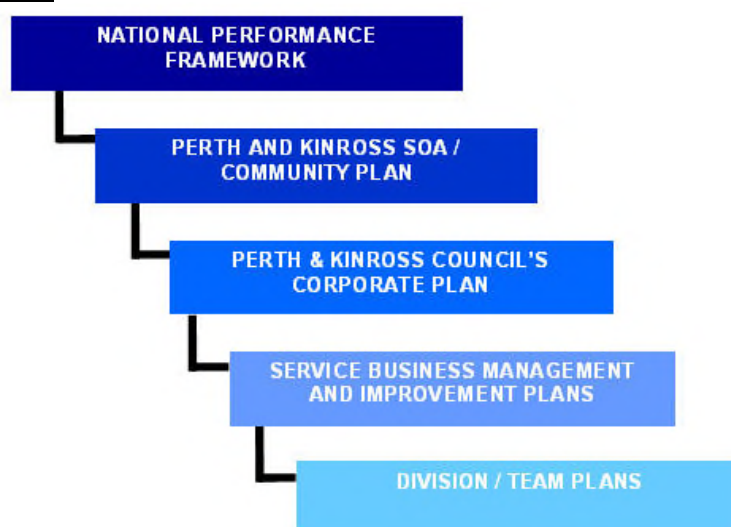 NATIONAL PERFORMANCE
FRAMEWORK
PERTH AND KINROSS SOA /
COMMUNITY PLAN
PERTH & KINROSS COUNCIL'S
CORPORATE PLAN
SERVICE BUSINESS MANAGEMENT
AND IMPROVEMENT PLANS
DIVISION / TEAM PLANS